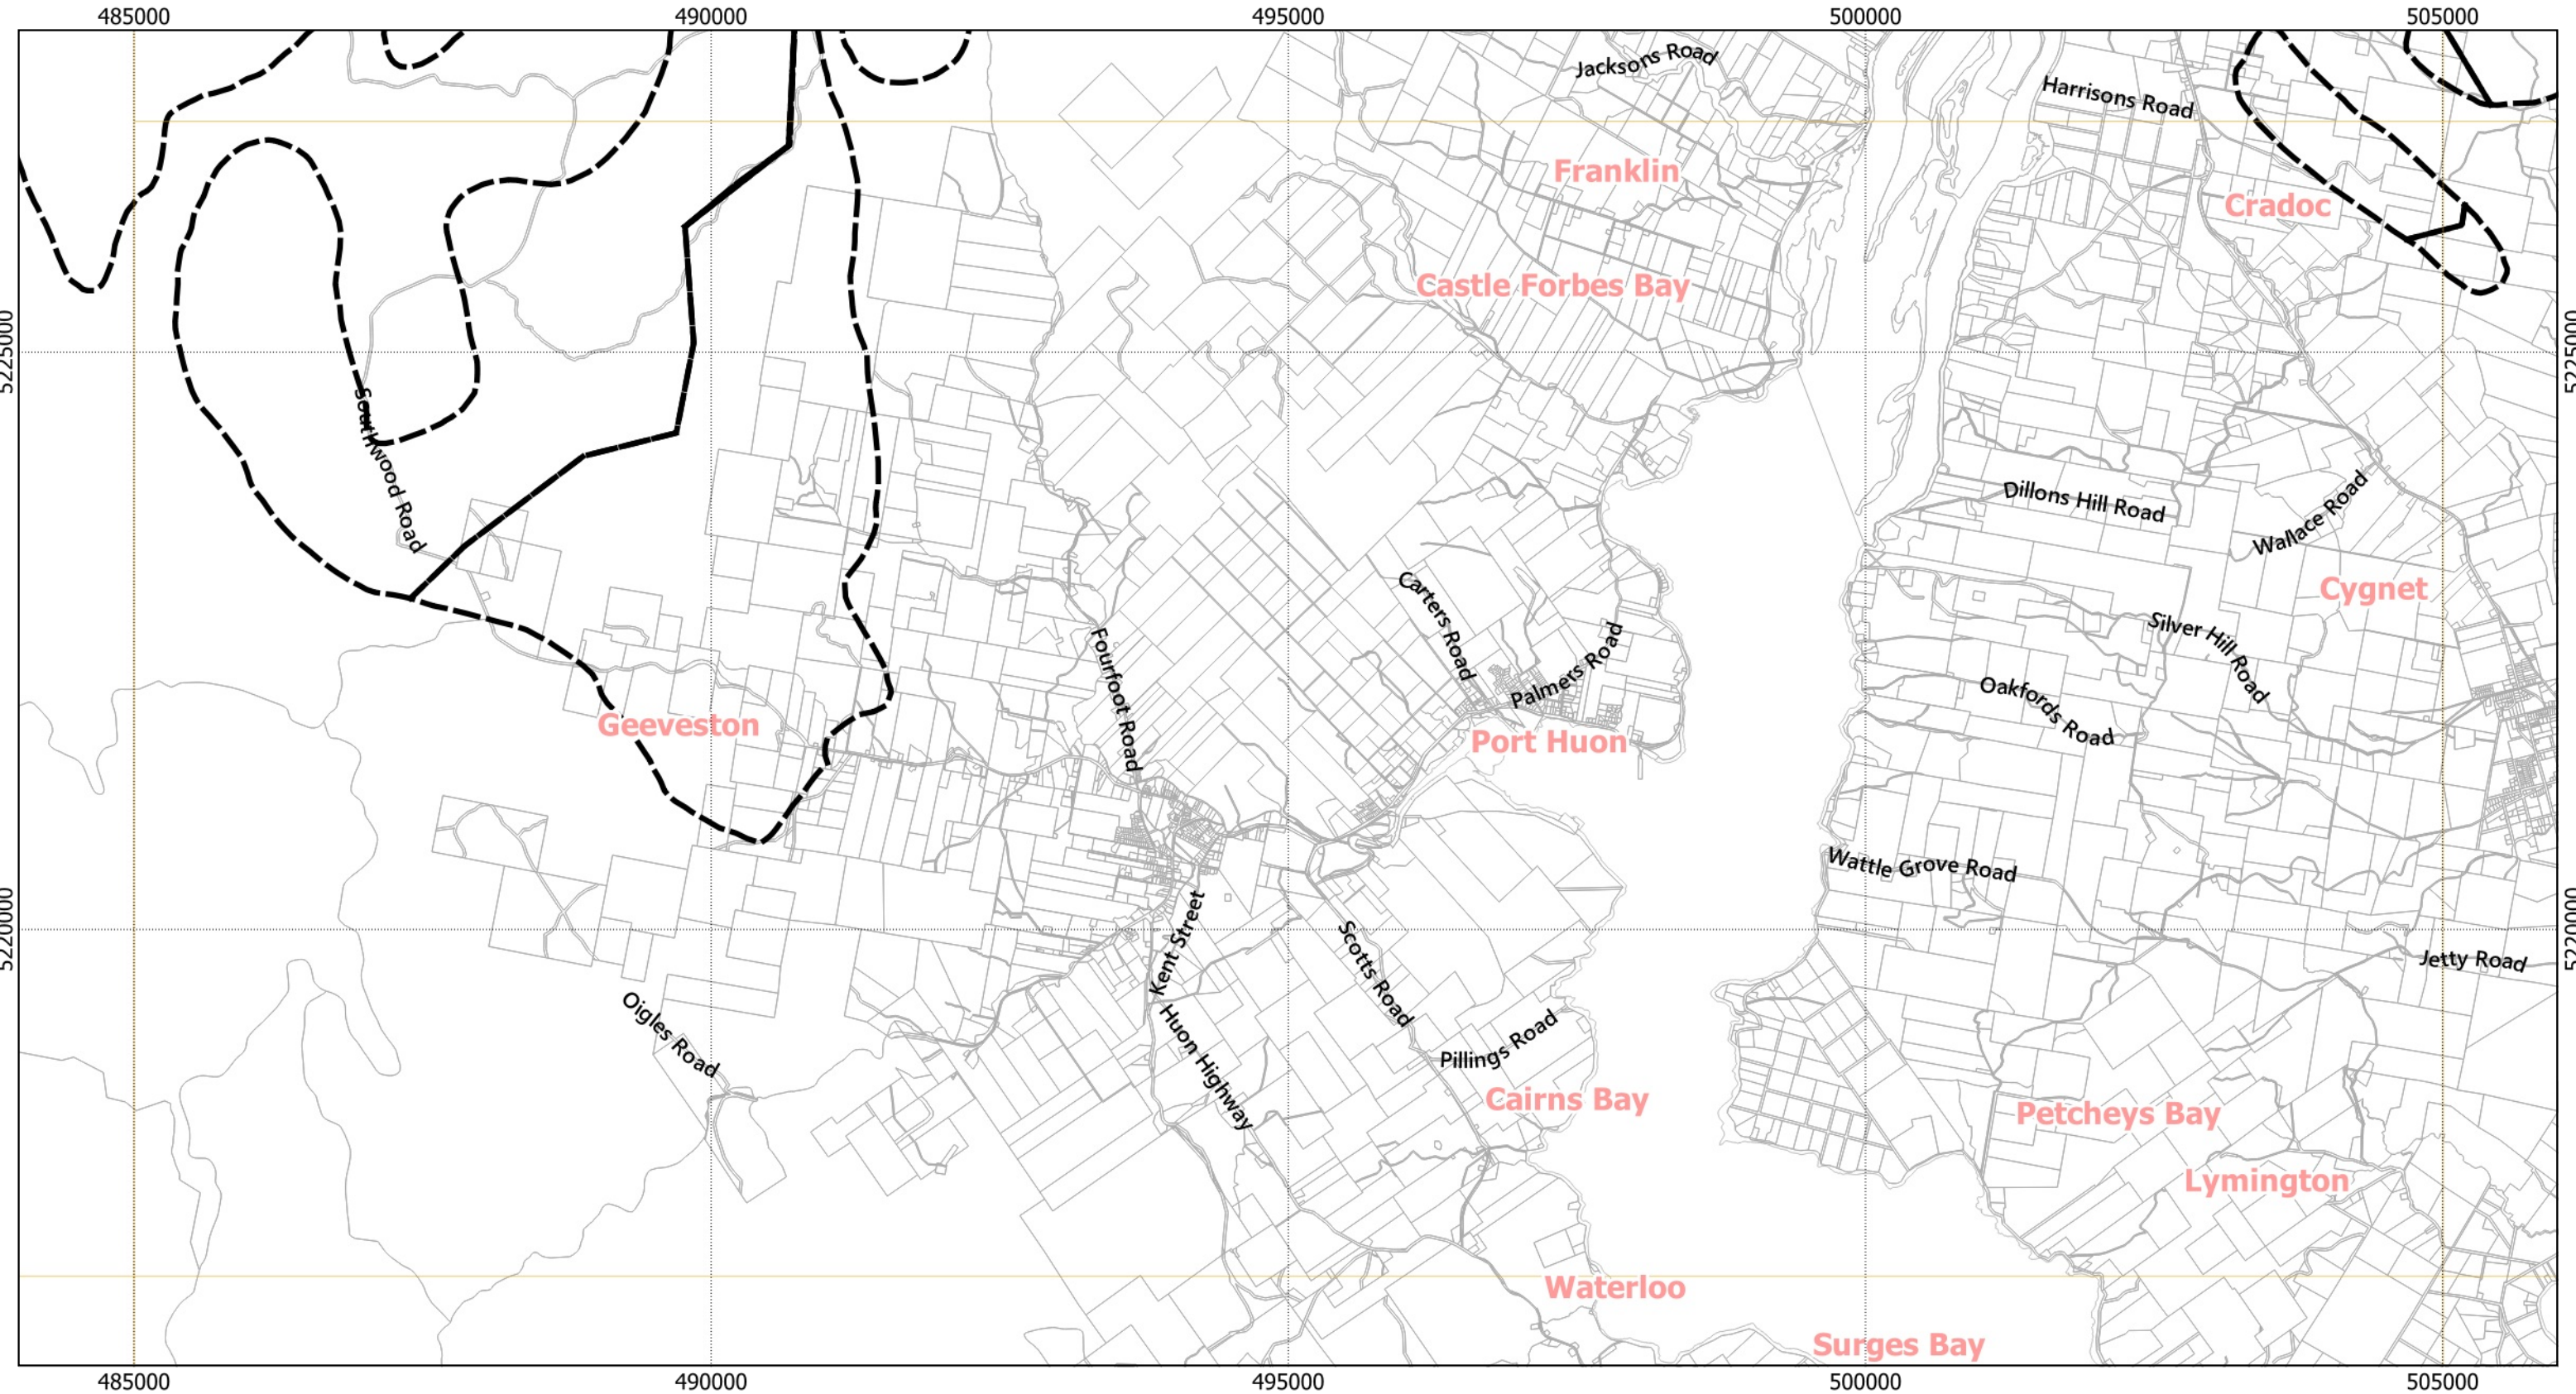 485000
490000
495000
500000
505000
Jacksons Road
Harrisons Road
Franklin
Cradoc
Castle Forbes Bay
5225000
5225000
Southwood Road
Dillons Hill Road
Wallace Road
Carters Road
Cygnet
Fourfoot Road
Palmers Road
Silver Hill Road
Oakfords Road
Geeveston
Port Huon
Wattle Grove Road
5220000
5220000
Kent Street
Scotts Road
Jetty Road
Oigles Road
Huon Highway
Pillings Road
Cairns Bay
Petcheys Bay
Lymington
Waterloo
Surges Bay
485000
490000
495000
500000
505000